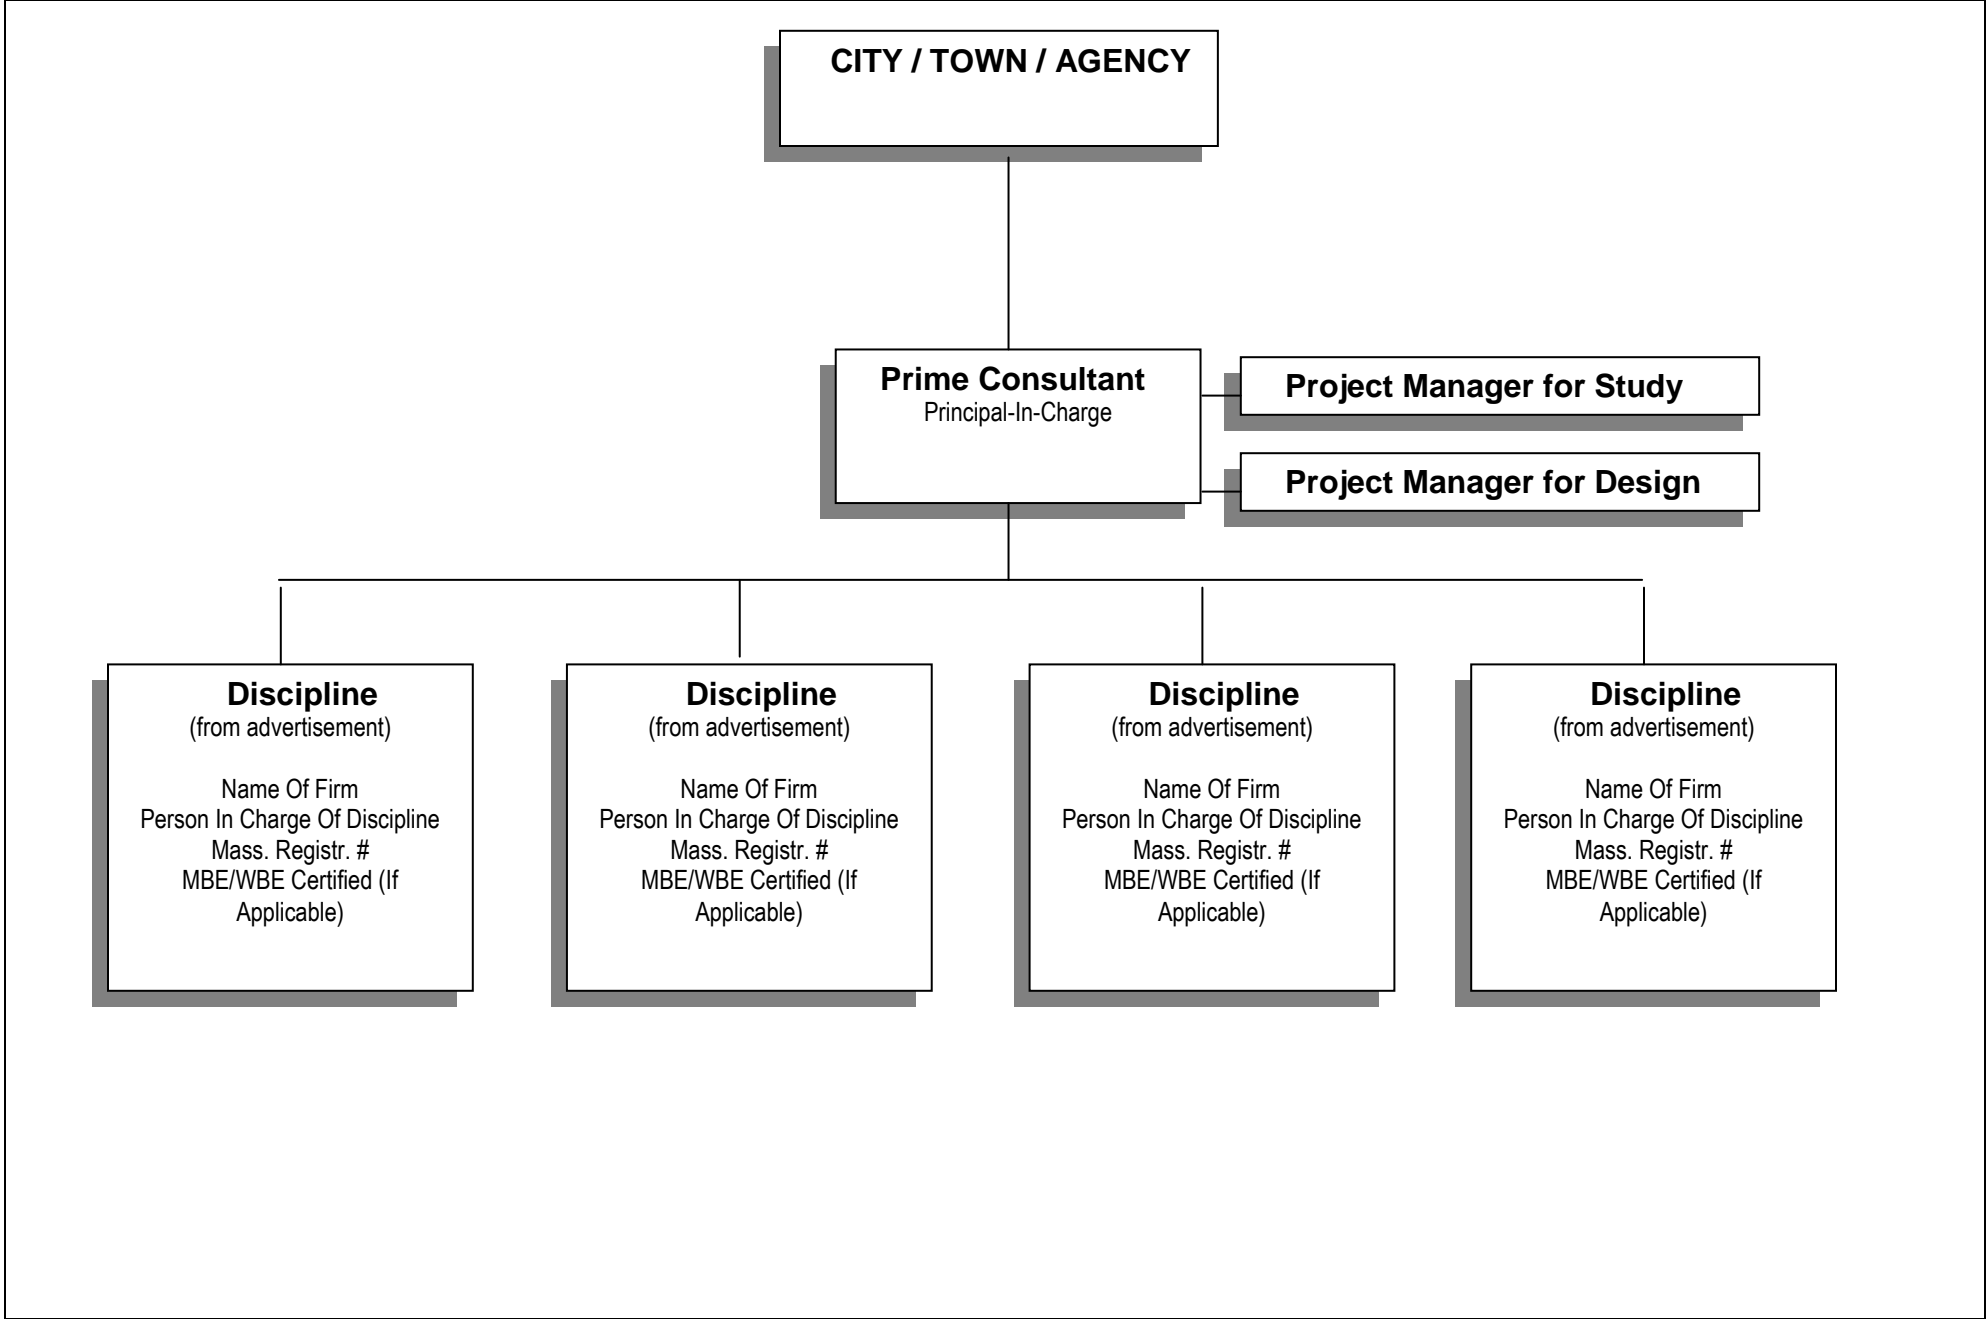 CITY / TOWN / AGENCY
Prime Consultant
Principal-In-Charge
Project Manager for Study
Project Manager for Design
Discipline
(from advertisement)
Name Of Firm
Person In Charge Of Discipline
Mass. Registr. #
MBE/WBE Certified (If
Applicable)
Discipline
(from advertisement)
Name Of Firm
Person In Charge Of Discipline
Mass. Registr. #
MBE/WBE Certified (If
Applicable)
Discipline
(from advertisement)
Name Of Firm
Person In Charge Of Discipline
Mass. Registr. #
MBE/WBE Certified (If
Applicable)
Discipline
(from advertisement)
Name Of Firm
Person In Charge Of Discipline
Mass. Registr. #
MBE/WBE Certified (If
Applicable)